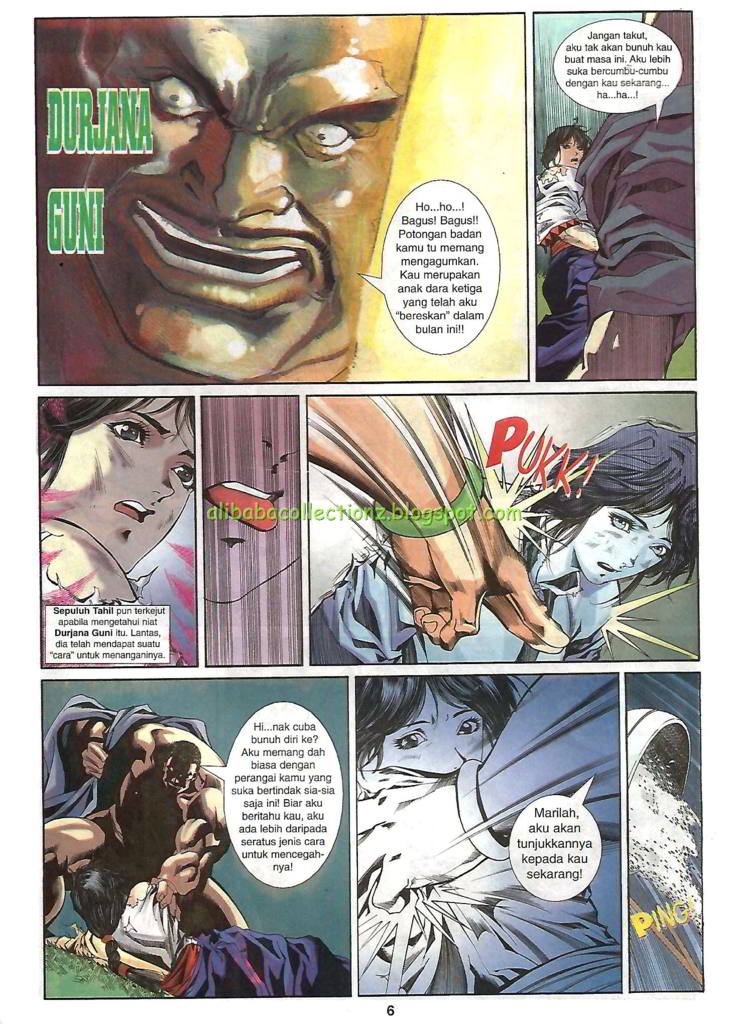 DURJANA
GUNI
Ho...ho...!
Bagus! Bagus!!
Potongan badan
kamu tu memang
mengagumkan.
Kau merupakan
anak dara ketiga
yang telah aku
"bereskan" dalam
bulan ini!!
Jangan takut,
aku tak akan bunuh kau
buat masa ini. Aku lebih
suka bercumbu-cumbu
dengan kau sekarang...
ha...ha...!
Sepuluh Tahil pun terkejut
apabila mengetahui niat
Durjana Guni itu. Lantas,
dia telah mendapat suatu
"cara" untuk menanganinya.
alibabacollectionz.blogspot.com
PUKK!
Hi...nak cuba
bunuh diri ke?
Aku memang dah
biasa dengan
perangai kamu yang
suka bertindak sia-sia
saja ini! Biar aku
beritahu kau, aku
ada lebih daripada
seratus jenis cara
untuk mencegah-
nya!
Marilah,
aku akan
tunjukkannya
kepada kau
sekarang!
PING!
6